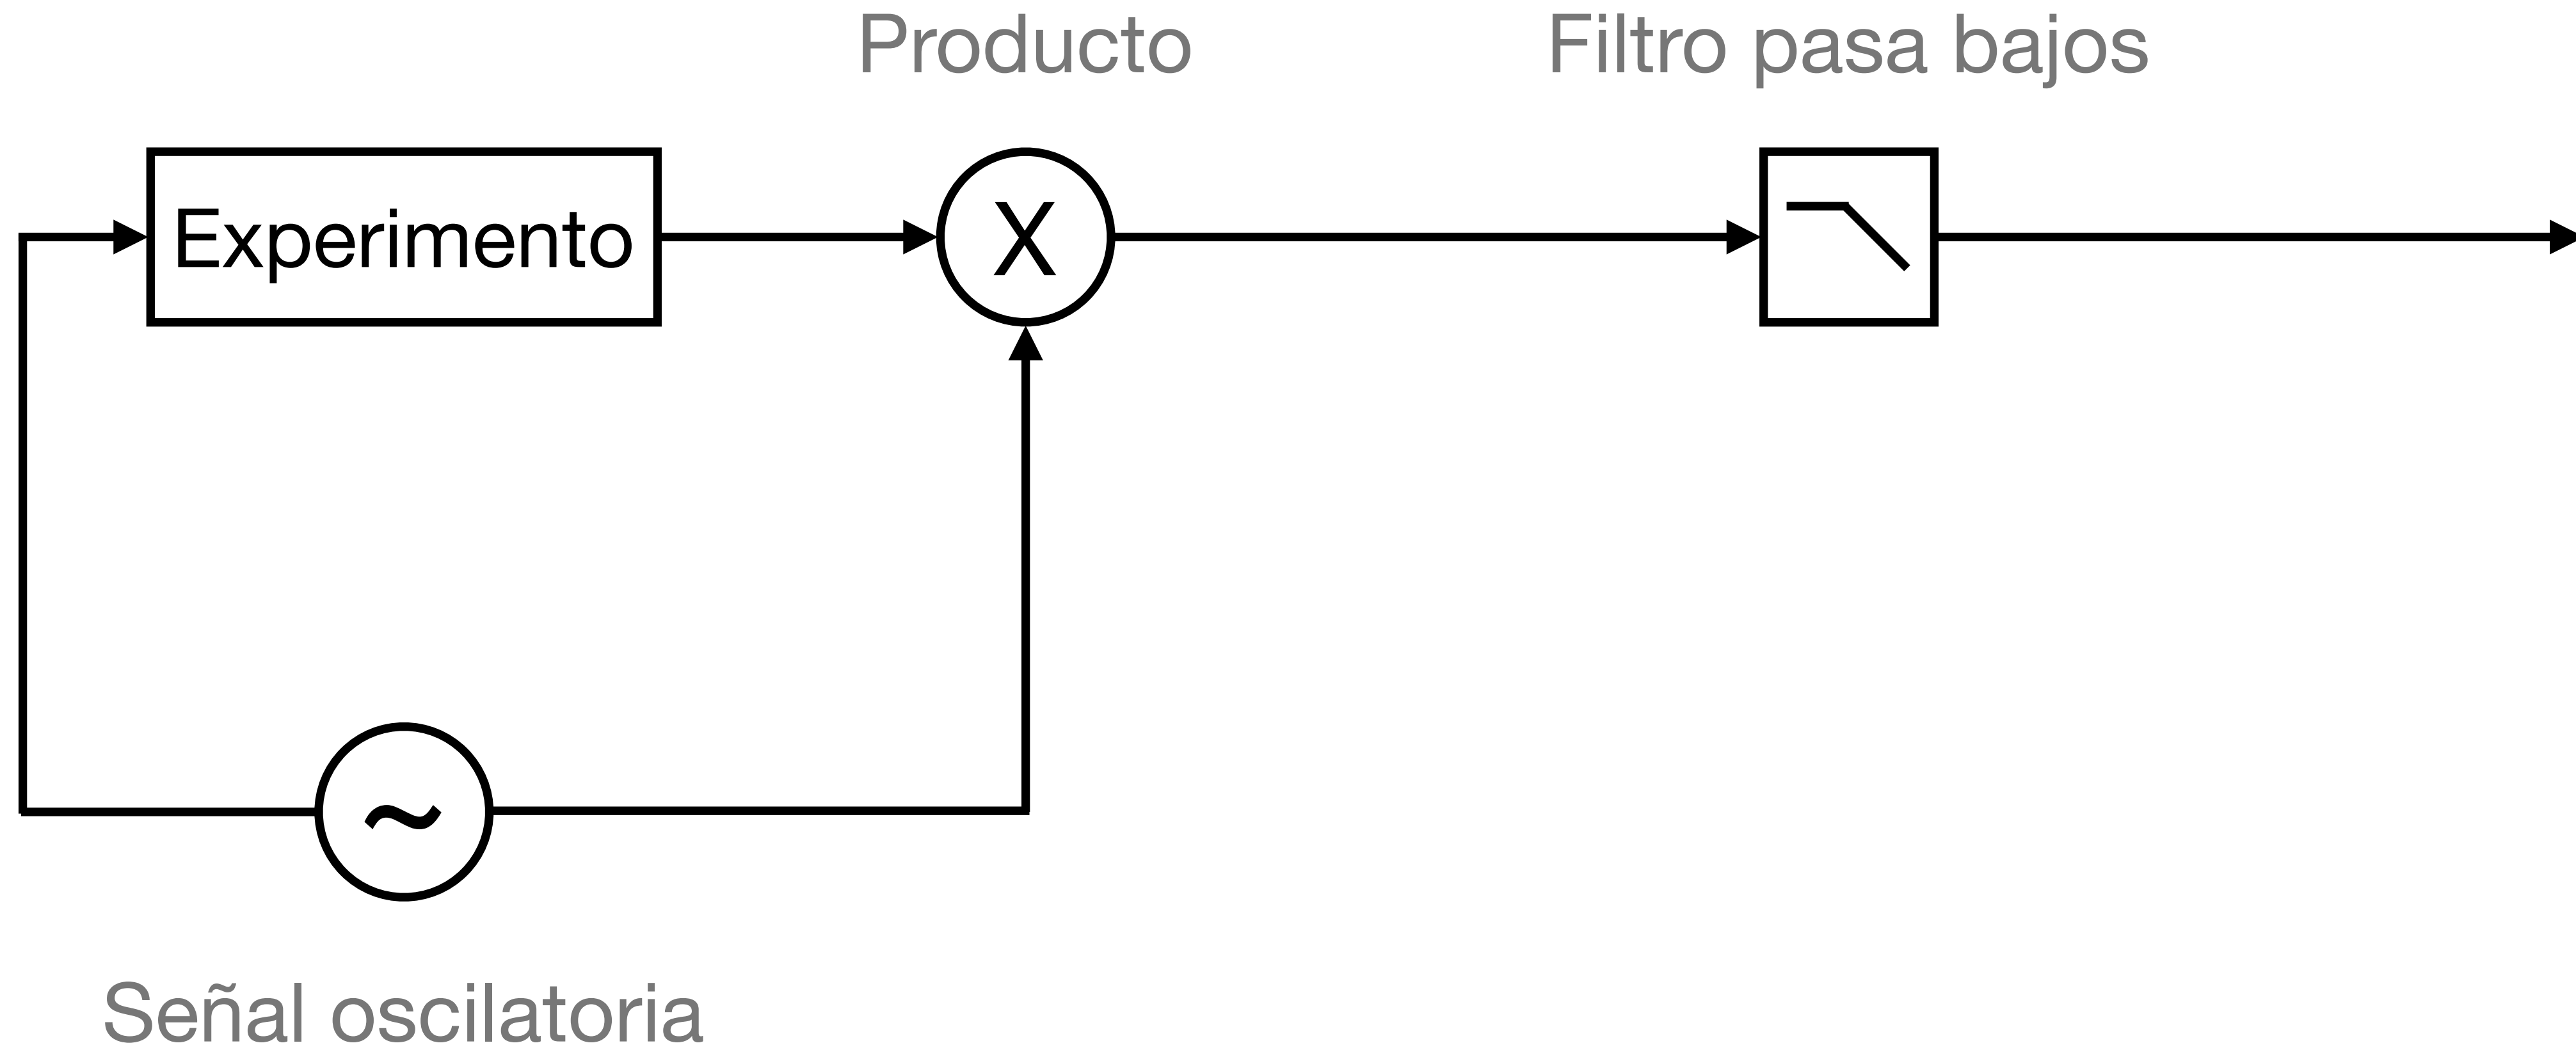 Producto
Filtro pasa bajos
Experimento
X
~
Señal oscilatoria